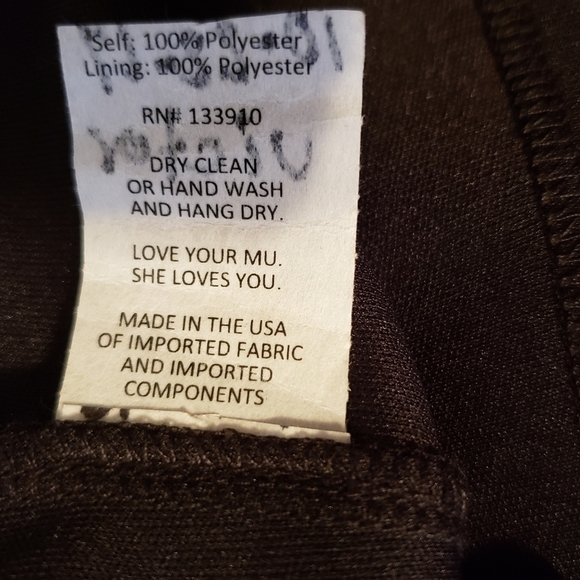 Self: 100% Polyester
Lining: 100% Polyester
RN# 133910
DRY CLEAN
OR HAND WASH
AND HANG DRY.
LOVE YOUR MU.
SHE LOVES YOU.
MADE IN THE USA
OF IMPORTED FABRIC
AND IMPORTED
COMPONENTS